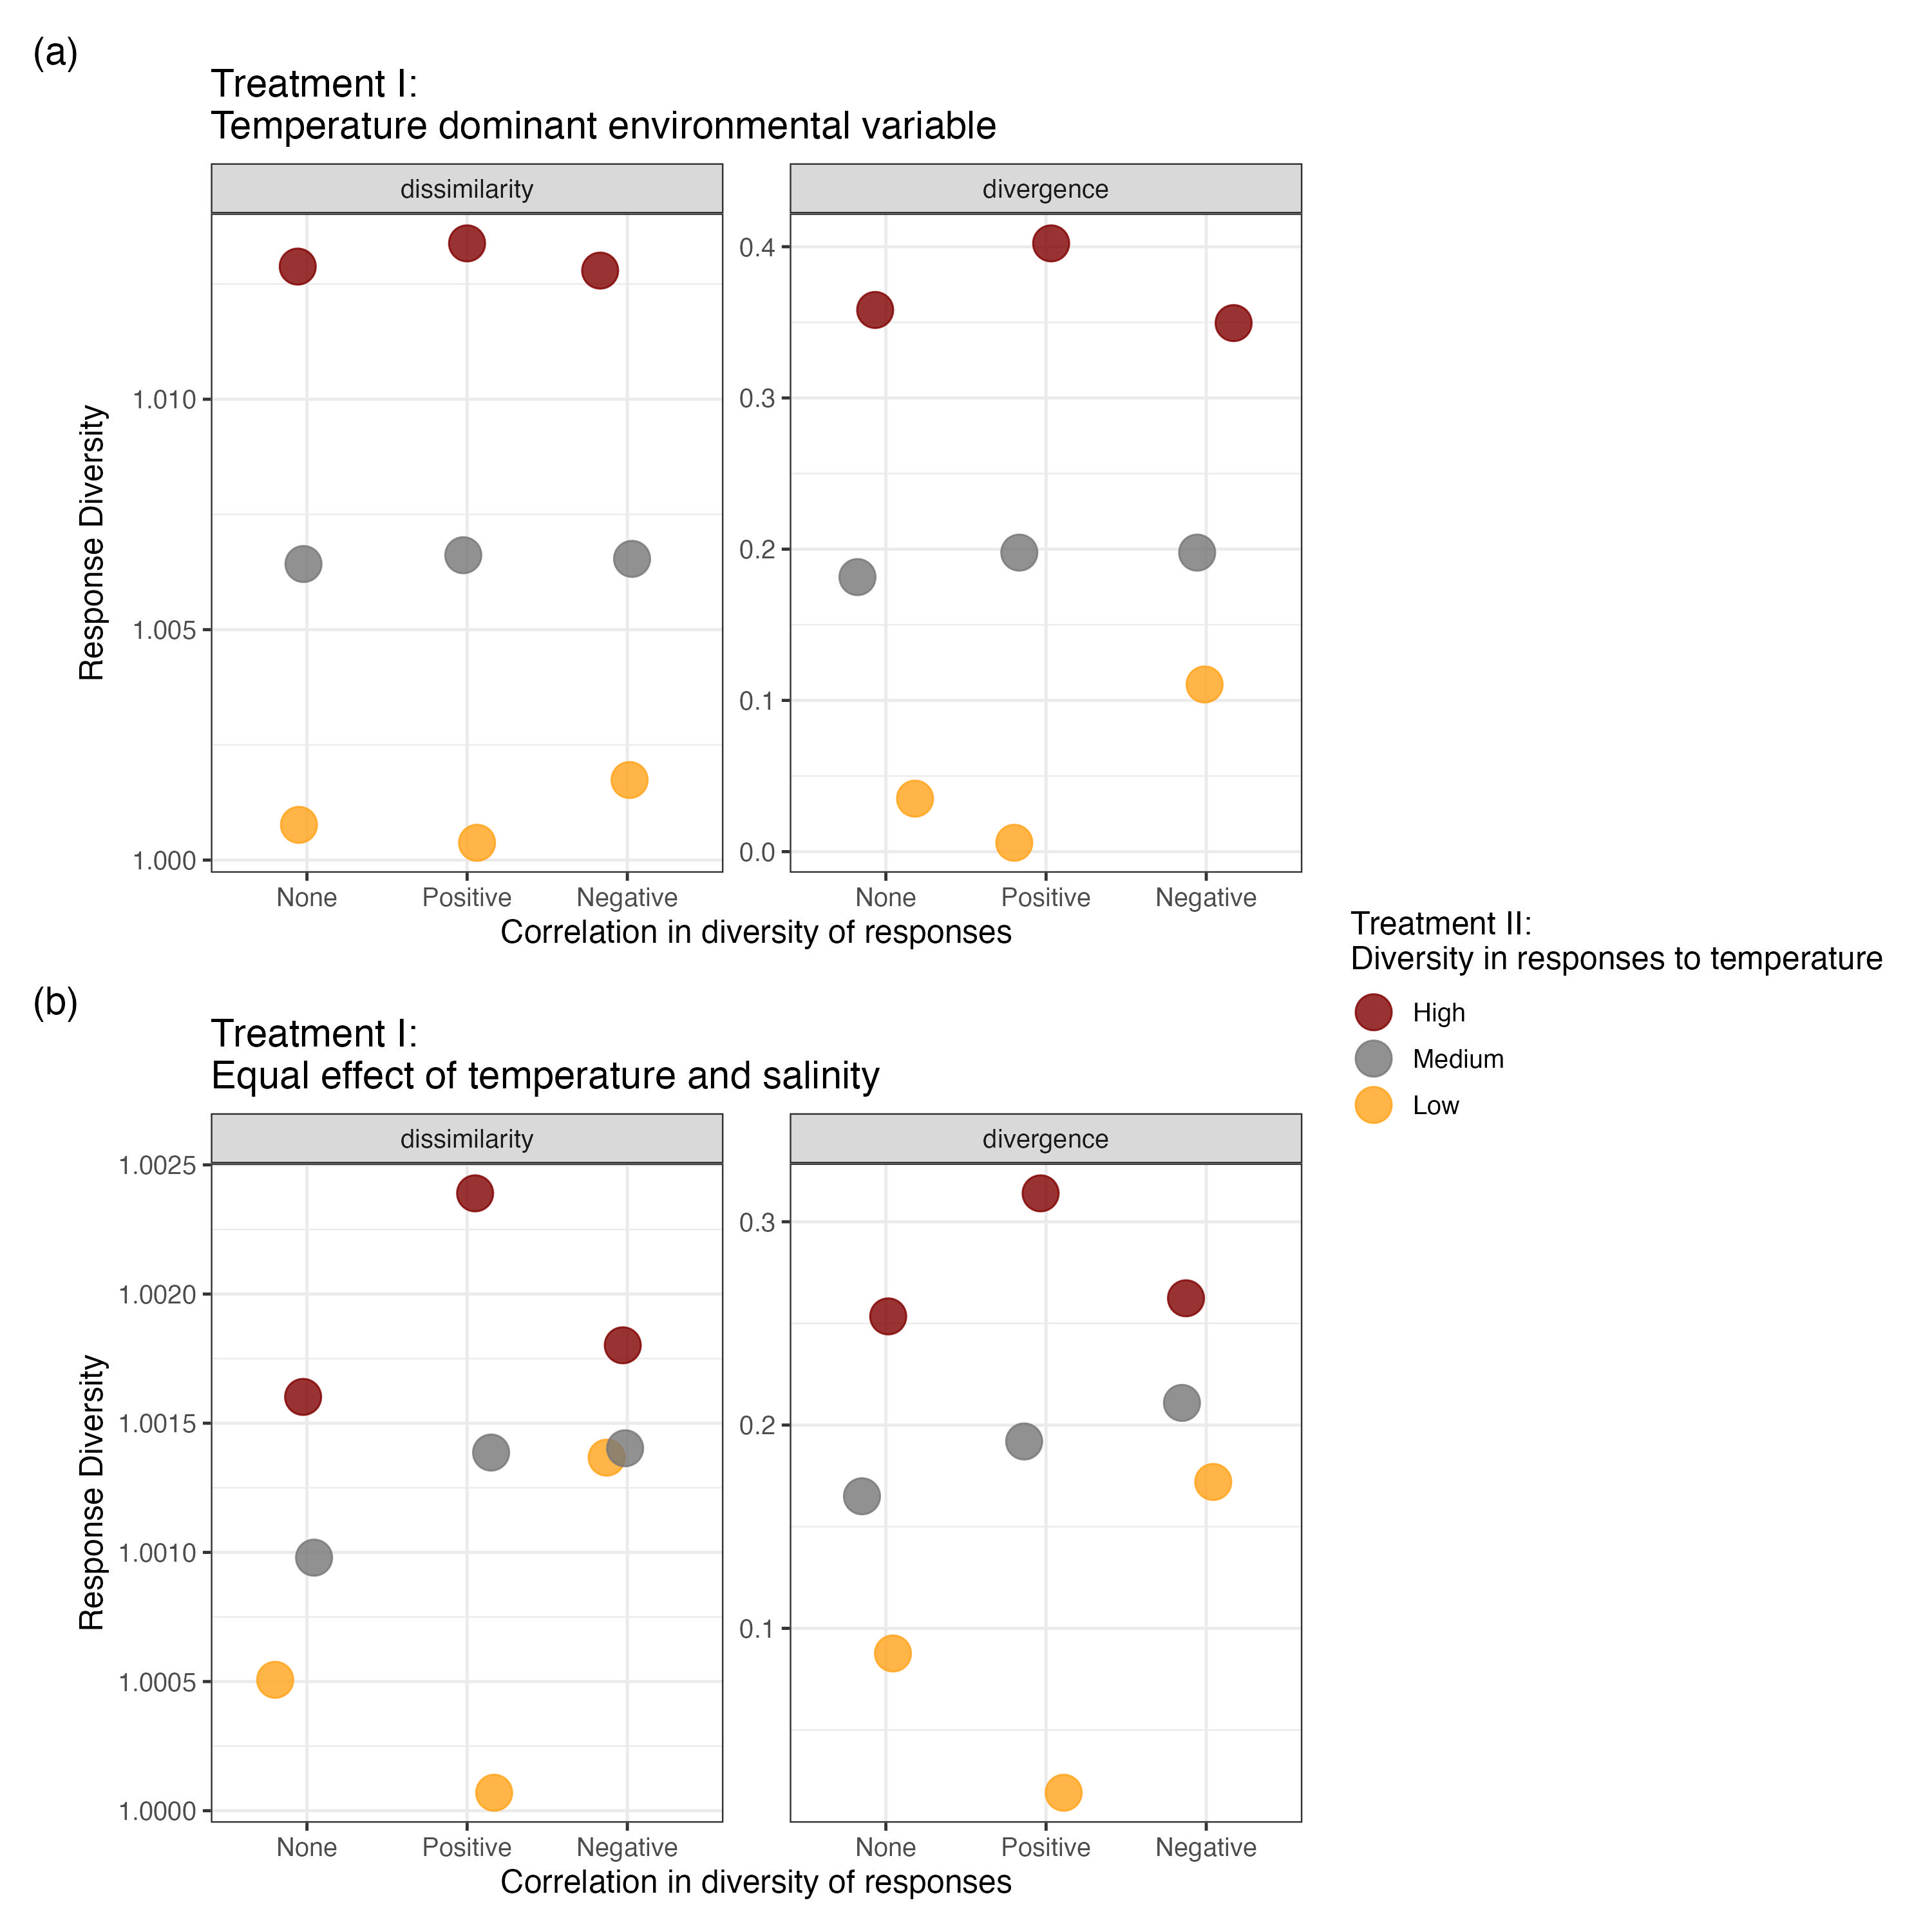 (a)
Treatment I:
Temperature dominant environmental variable
dissimilarity
divergence
Response Diversity
1.010
1.005
1.000
0.4
0.3
0.2
0.1
0.0
None Positive Negative
None Positive Negative
Correlation in diversity of responses
Treatment II:
Diversity in responses to temperature
High
Medium
Low
(b)
Treatment I:
Equal effect of temperature and salinity
dissimilarity
divergence
Response Diversity
1.0025
1.0020
1.0015
1.0010
1.0005
1.0000
0.3
0.2
0.1
None Positive Negative
None Positive Negative
Correlation in diversity of responses